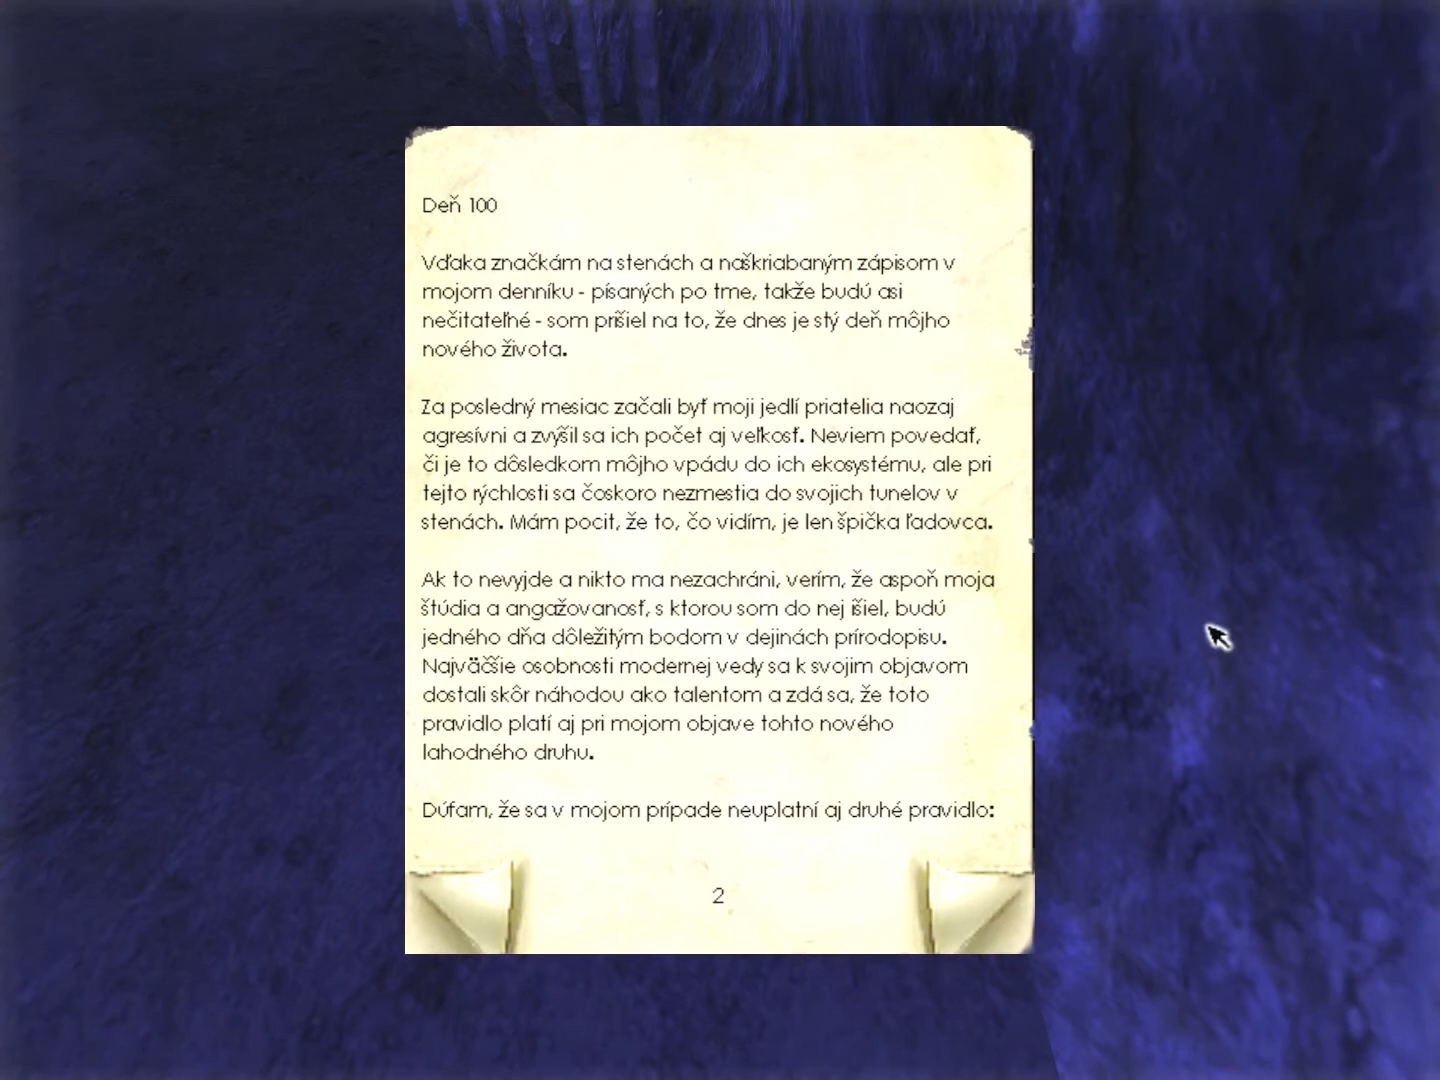 Deň 100
Vďaka značkám na stenách a naškriabaným zápisom v
mojom denníku - písaných po tme, takže budú asi
nečitateľné - som prišiel na to, že dnes je stý deň môjho
nového života.
Za posledný mesiac začali byť moji jedlí priatelia naozaj
agresívni a zvýšil sa ich počet aj veľkosť. Neviem povedať,
či je to dôsledkom môjho vpádu do ich ekosystému, ale pri
tejto rýchlosti sa čoskoro nezmestia do svojich tunelov v
stenách. Mám pocit, že to, čo vidím, je len špička ľadovca.
Ak to nevyjde a nikto ma nezachráni, verím, že aspoň moja
štúdia a angažovanosť, s ktorou som do nej išiel, budú
jedného dňa dôležitým bodom v dejinách prírodopisu.
Najväčšie osobnosti modernej vedy sa k svojim objavom
dostali skôr náhodou ako talentom a zdá sa, že toto
pravidlo platí aj pri mojom objave tohto nového
lahodného druhu.
Dúfam, že sa v mojom prípade neuplatní aj druhé pravidlo:
2